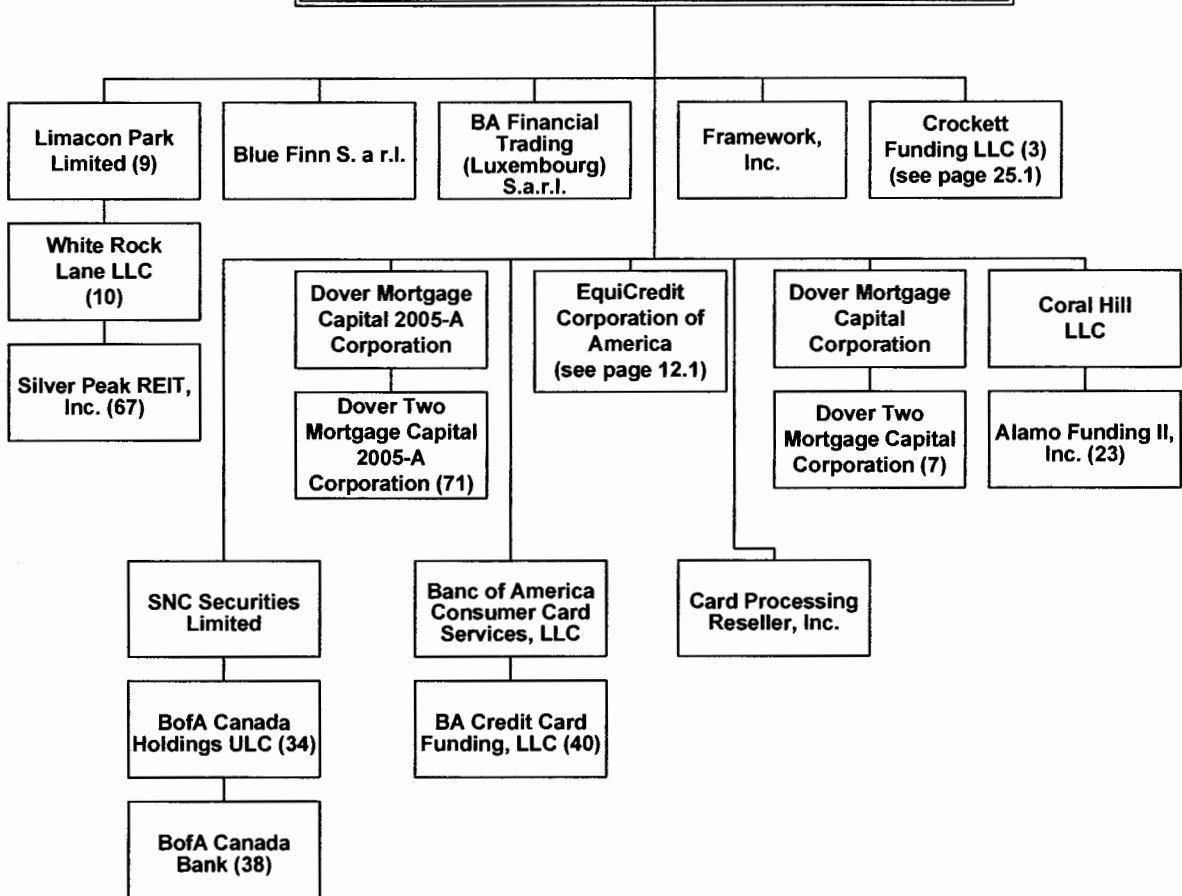 Limacon Park
Limited (9)
Blue Finn S. a r.l.
BA Financial
Trading
(Luxembourg)
S.a.r.l.
Framework,
Inc.
Crockett
Funding LLC (3)
(see page 25.1)
White Rock
Lane LLC
(10)
Silver Peak REIT,
Inc. (67)
Dover Mortgage
Capital 2005-A
Corporation
Dover Two
Mortgage Capital
2005-A
Corporation (71)
EquiCredit
Corporation of
America
(see page 12.1)
Dover Mortgage
Capital
Corporation
Dover Two
Mortgage Capital
Corporation (7)
Coral Hill
LLC
Alamo Funding II,
Inc. (23)
SNC Securities
Limited
BofA Canada
Holdings ULC (34)
BofA Canada
Bank (38)
Banc of America
Consumer Card
Services, LLC
BA Credit Card
Funding, LLC (40)
Card Processing
Reseller, Inc.